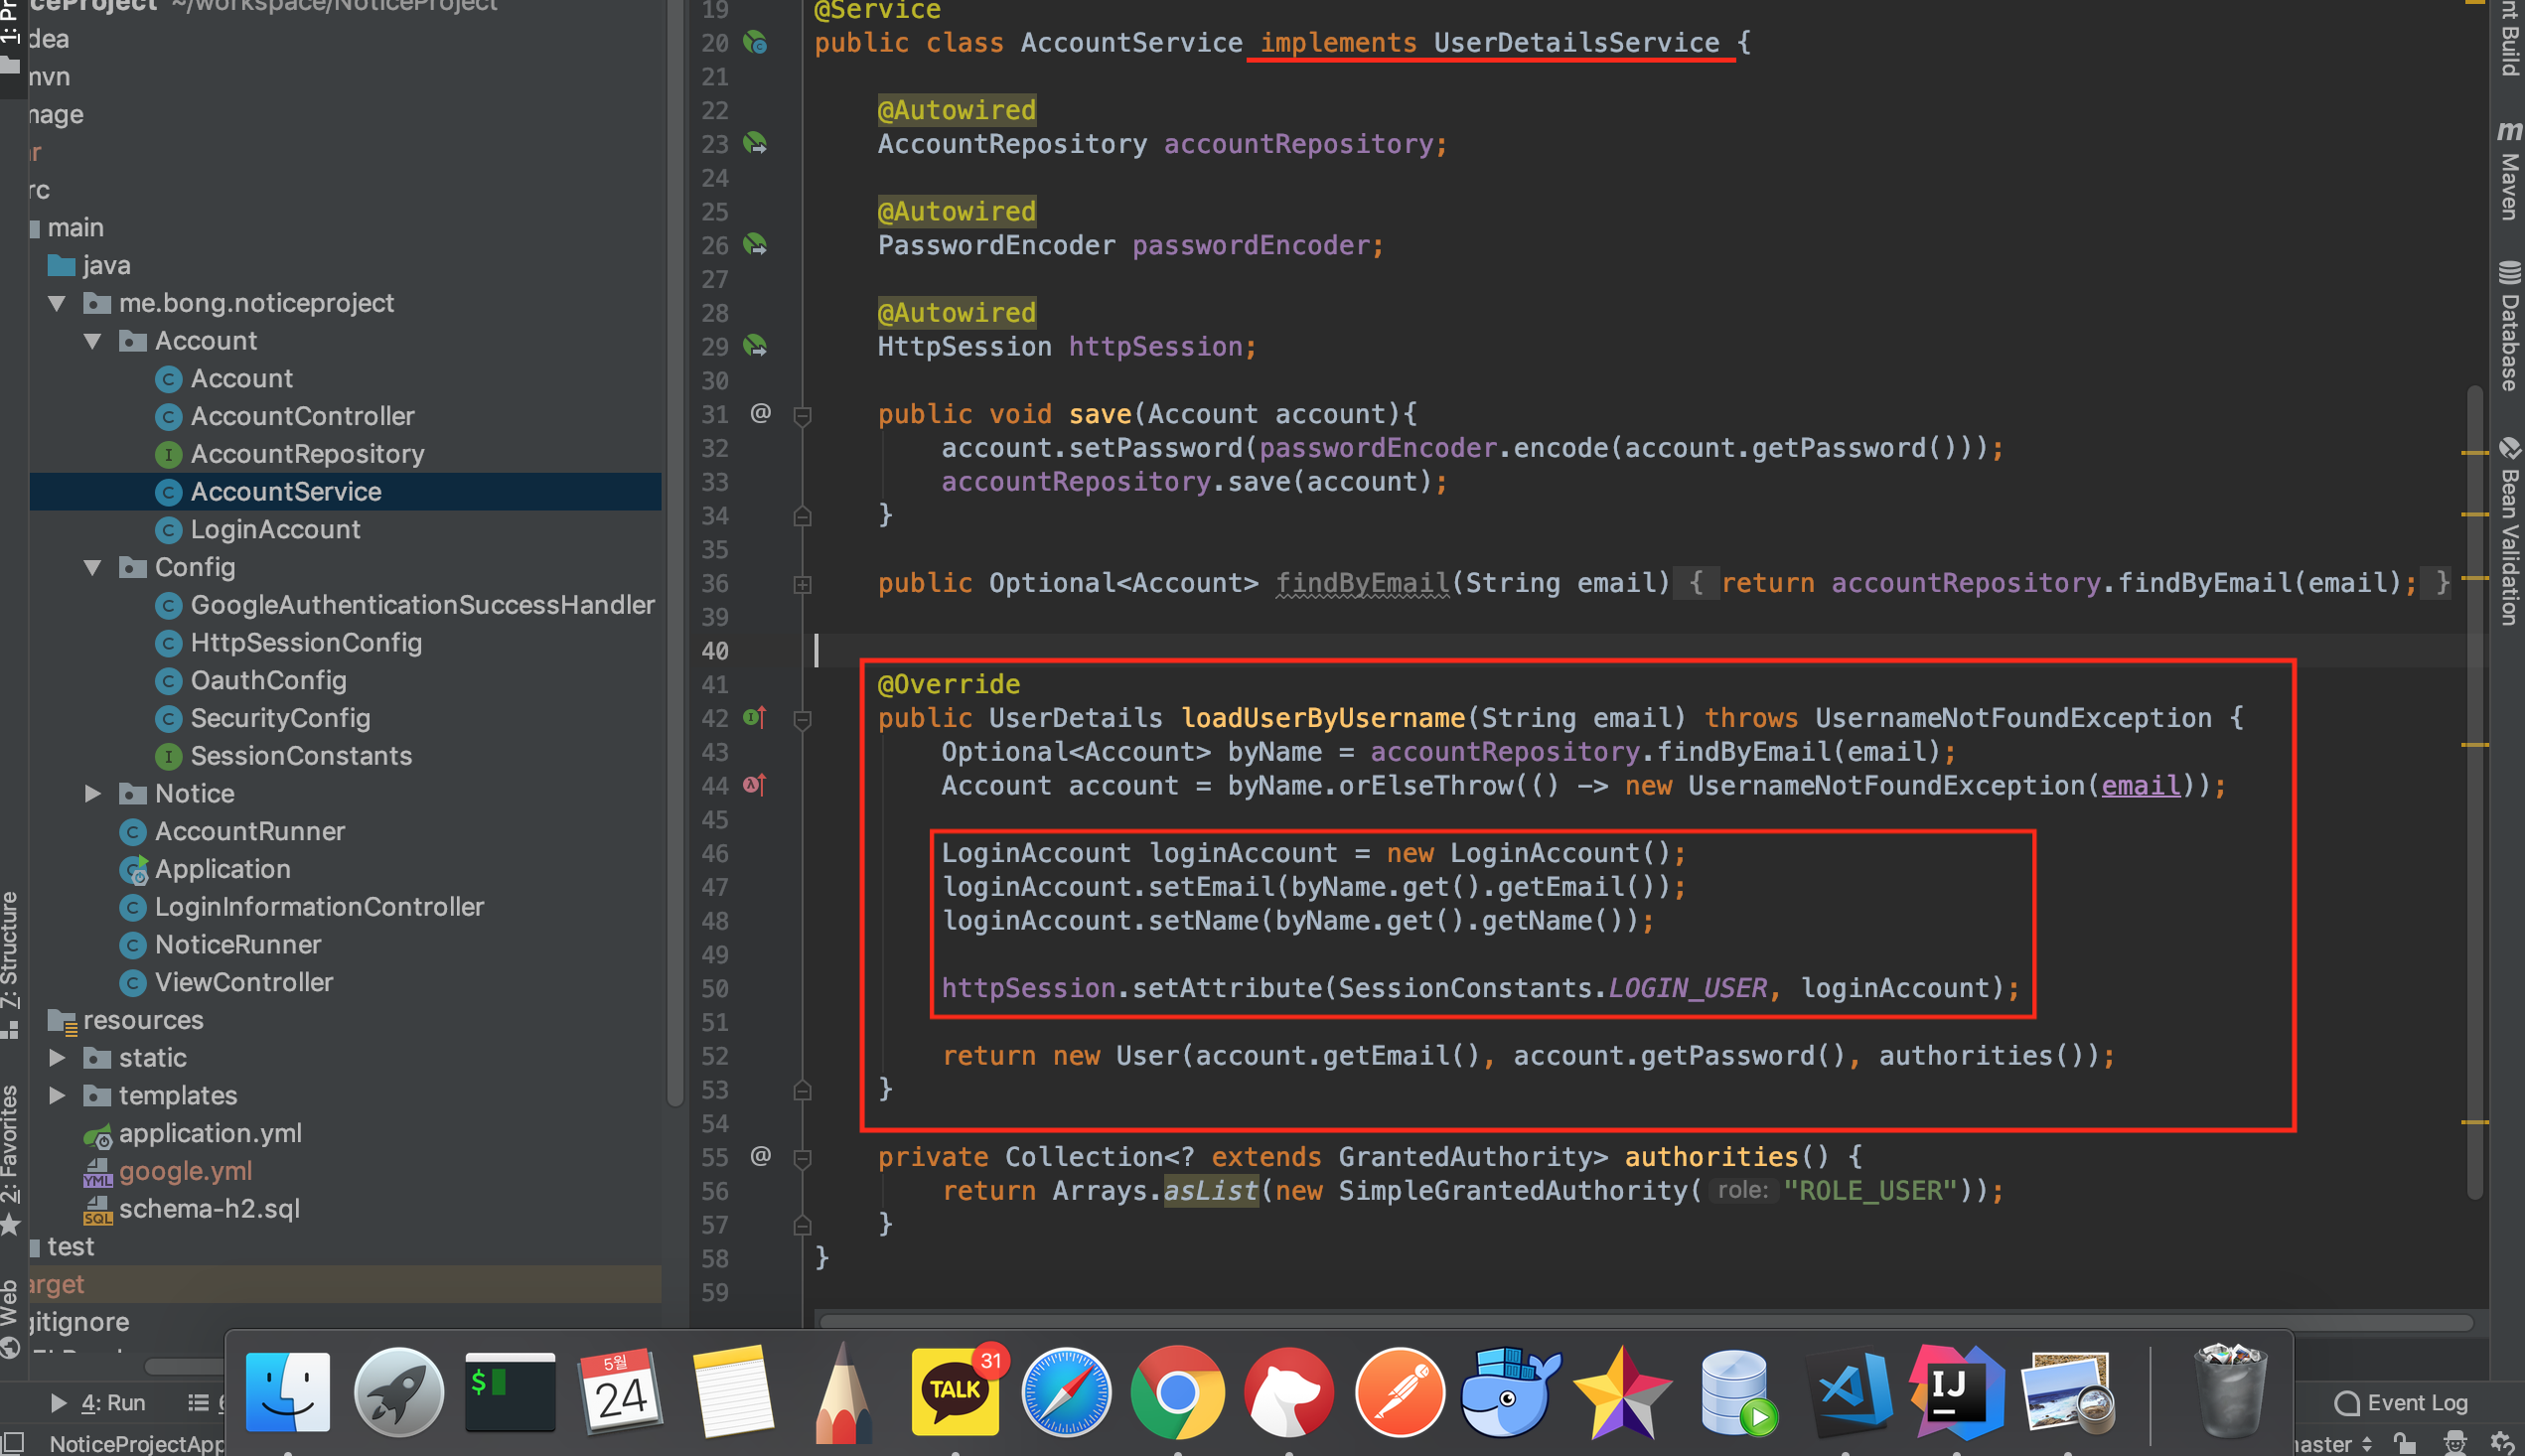 ceProject ~/workspace/NoticeProject
idea
mvn
mage
ar
rc
main
java
me.bong.noticeproject
Account
Account
AccountController
AccountRepository
AccountService
LoginAccount
Config
GoogleAuthenticationSuccessHandler
HttpSessionConfig
OauthConfig
SecurityConfig
SessionConstants
Notice
AccountRunner
Application
LoginInformationController
NoticeRunner
ViewController
resources
static
templates
application.yml
google.yml
schema-h2.sql
test
arget
gitignore
1: Pr
7: Structure
2: Favorites
Web
19 @Service
20 public class AccountService implements UserDetailsService {
21
22 @Autowired
23 AccountRepository accountRepository;
24
25 @Autowired
26 PasswordEncoder passwordEncoder;
27
28 @Autowired
29 HttpSession httpSession;
30
31 @ public void save(Account account){
32 account.setPassword(passwordEncoder.encode(account.getPassword()));
33 accountRepository.save(account);
34 }
35
36 public Optional<Account> findByEmail(String email) { return accountRepository.findByEmail(email); }
39
40
41 @Override
42 public UserDetails loadUserByUsername(String email) throws UsernameNotFoundException {
43 Optional<Account> byName = accountRepository.findByEmail(email);
44 Account account = byName.orElseThrow(() -> new UsernameNotFoundException(email));
45
46 LoginAccount loginAccount = new LoginAccount();
47 loginAccount.setEmail(byName.get().getEmail());
48 loginAccount.setName(byName.get().getName());
49
50 httpSession.setAttribute(SessionConstants.LOGIN_USER, loginAccount);
51
52 return new User(account.getEmail(), account.getPassword(), authorities());
53 }
54
55 @ private Collection<? extends GrantedAuthority> authorities() {
56 return Arrays.asList(new SimpleGrantedAuthority( role: "ROLE_USER"));
57 }
58 }
59
nt Build
m Maven
Database
Bean Validation
4: Run 6
Event Log
NoticeProjectApp
master
$
5월
24
TALK
31
IJ